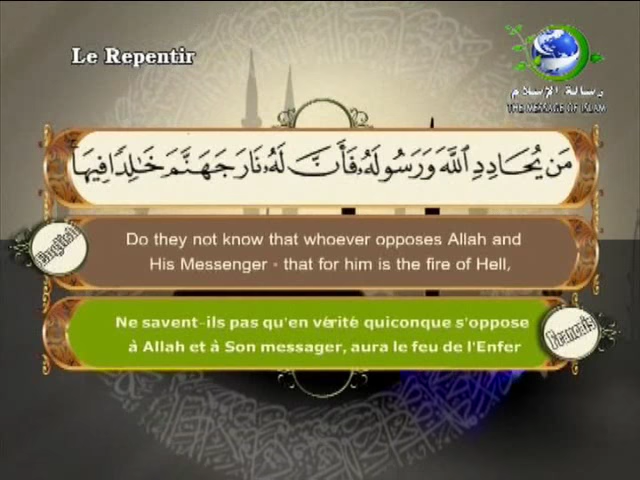 Le Repentir
رسالة الإسلام
THE MESSAGE OF ISLAM
مَن يُحَادِدِ ٱللَّهَ وَرَسُولَهُۥ فَأَنَّ لَهُۥ نَارَ جَهَنَّمَ خَٰلِدًا فِيهَا
English
Do they not know that whoever opposes Allah and
His Messenger - that for him is the fire of Hell,
Ne savent-ils pas qu'en vérité quiconque s'oppose
à Allah et à Son messager, aura le feu de l'Enfer
Francais